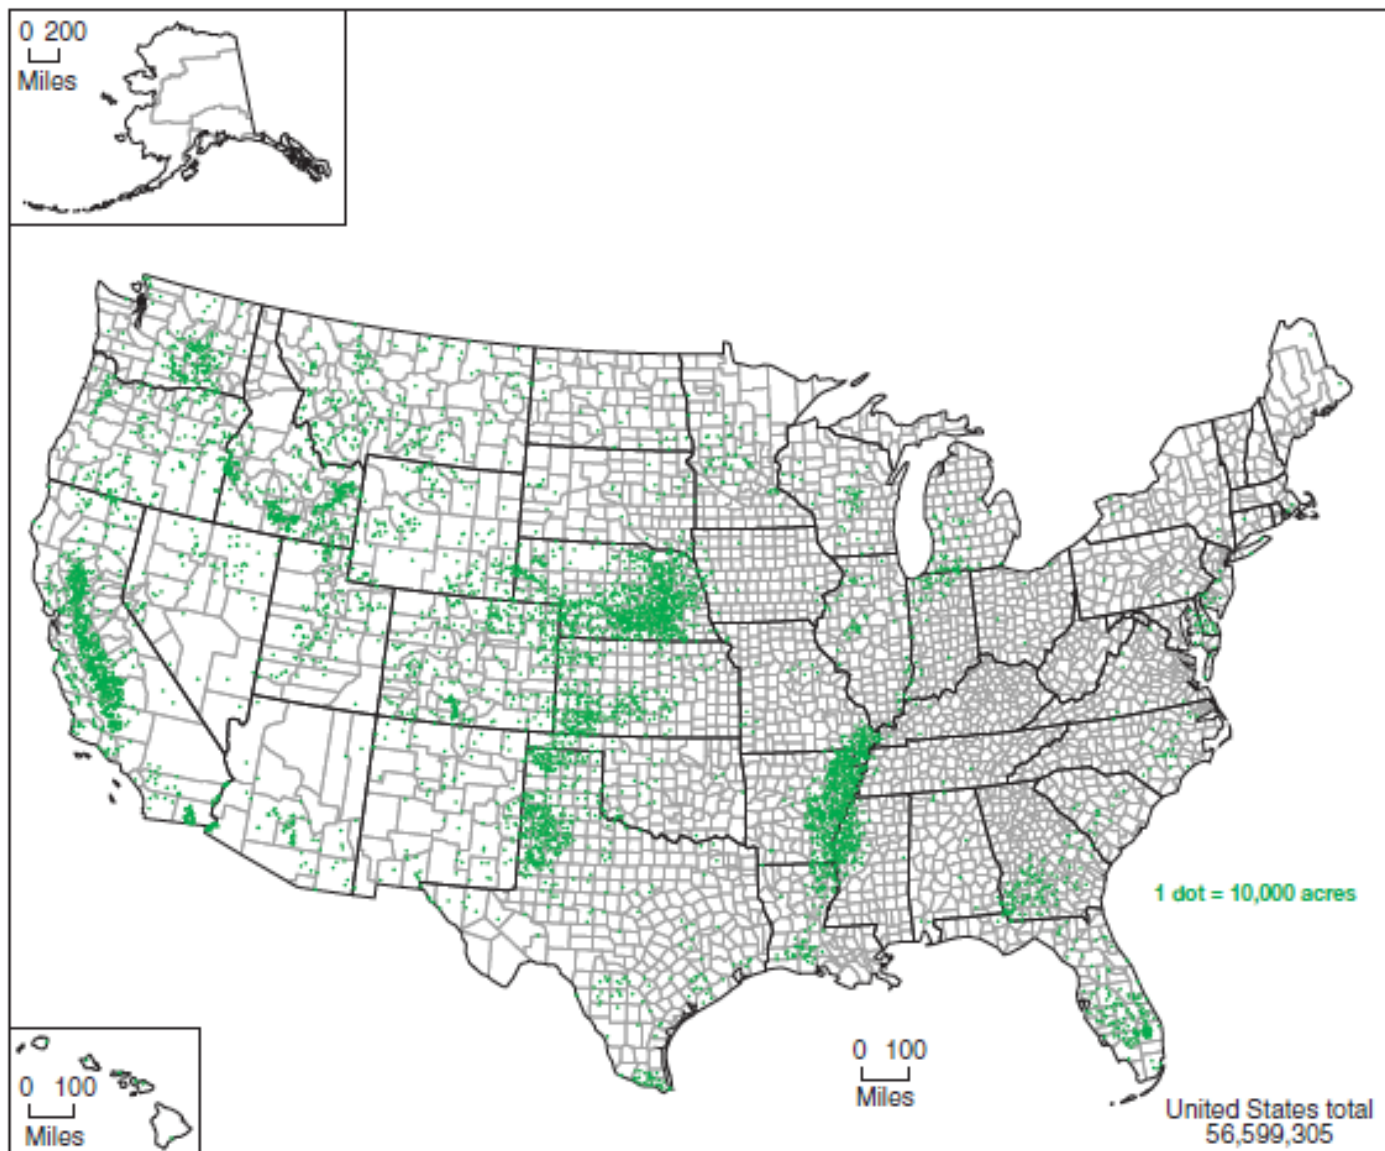 0 200
Miles
1 dot = 10,000 acres
0 100
Miles
0 100
Miles
United States total
56,599,305